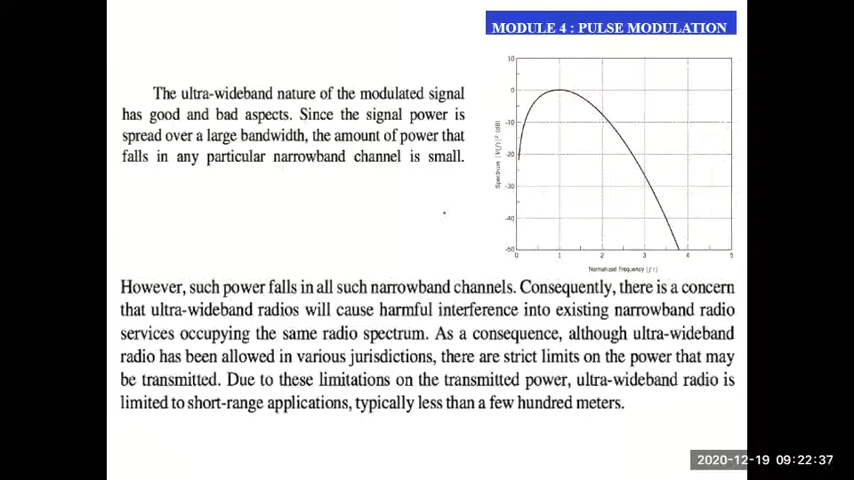 MODULE 4 : PULSE MODULATION
The ultra-wideband nature of the modulated signal
has good and bad aspects. Since the signal power is
spread over a large bandwidth, the amount of power that
falls in any particular narrowband channel is small.
10
0
-10
-20
-30
-40
-50
Spectrum |V(f)|² (dB)
0 1 2 3 4 5
Normalized Frequency (fτ)
However, such power falls in all such narrowband channels. Consequently, there is a concern
that ultra-wideband radios will cause harmful interference into existing narrowband radio
services occupying the same radio spectrum. As a consequence, although ultra-wideband
radio has been allowed in various jurisdictions, there are strict limits on the power that may
be transmitted. Due to these limitations on the transmitted power, ultra-wideband radio is
limited to short-range applications, typically less than a few hundred meters.
2020-12-19 09:22:37